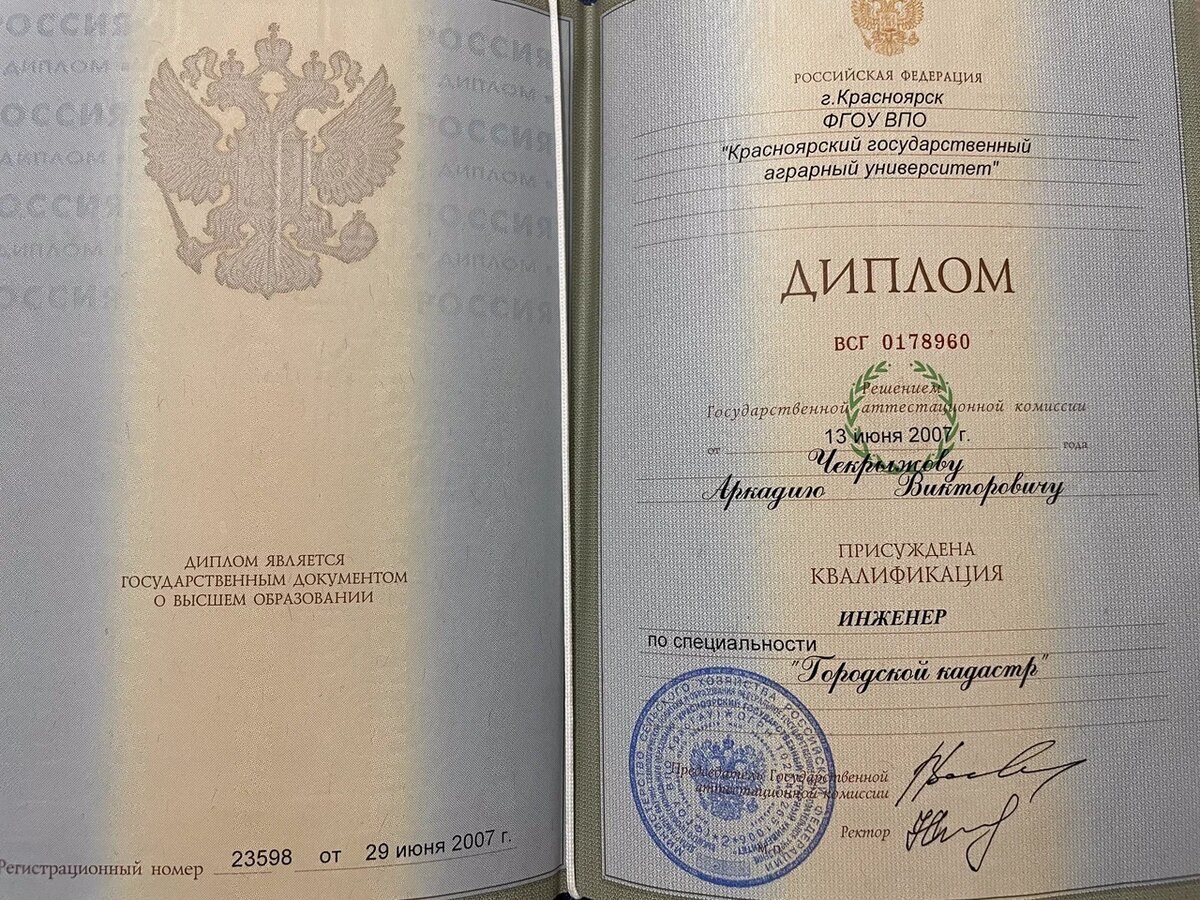 РОССИЯ
ДИПЛОМ
ДИПЛОМ ЯВЛЯЕТСЯ
ГОСУДАРСТВЕННЫМ ДОКУМЕНТОМ
О ВЫСШЕМ ОБРАЗОВАНИИ
Регистрационный номер 23598 от 29 июня 2007 г.
РОССИЙСКАЯ ФЕДЕРАЦИЯ
г.Красноярск
ФГОУ ВПО
"Красноярский государственный
аграрный университет"
ДИПЛОМ
ВСГ 0178960
Решением
Государственной аттестационной комиссии
от 13 июня 2007 г. года
Чекрыжову
Аркадию Викторовичу
ПРИСУЖДЕНА
КВАЛИФИКАЦИЯ
ИНЖЕНЕР
по специальности
"Городской кадастр"
Председатель Государственной
аттестационной комиссии
Ректор